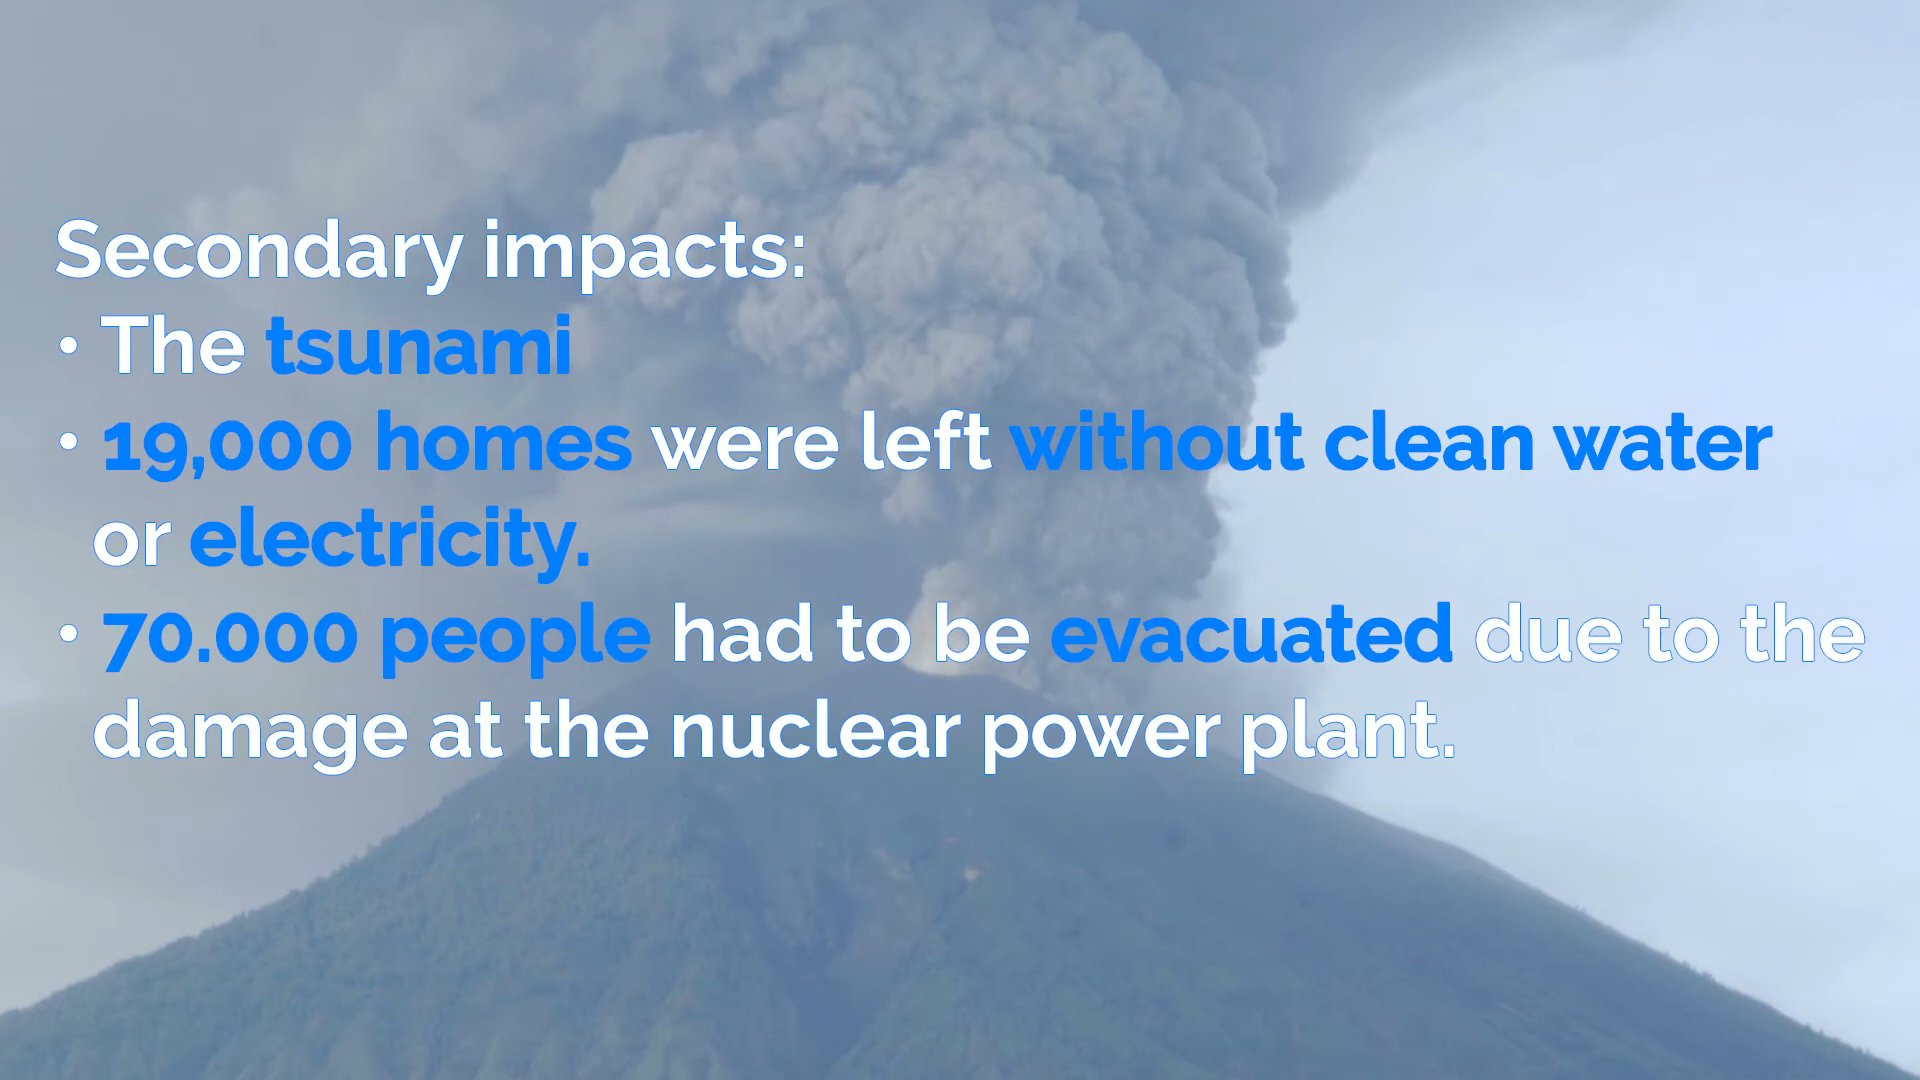 Secondary impacts:
• The tsunami
• 19,000 homes were left without clean water
or electricity.
• 70.000 people had to be evacuated due to the
damage at the nuclear power plant.